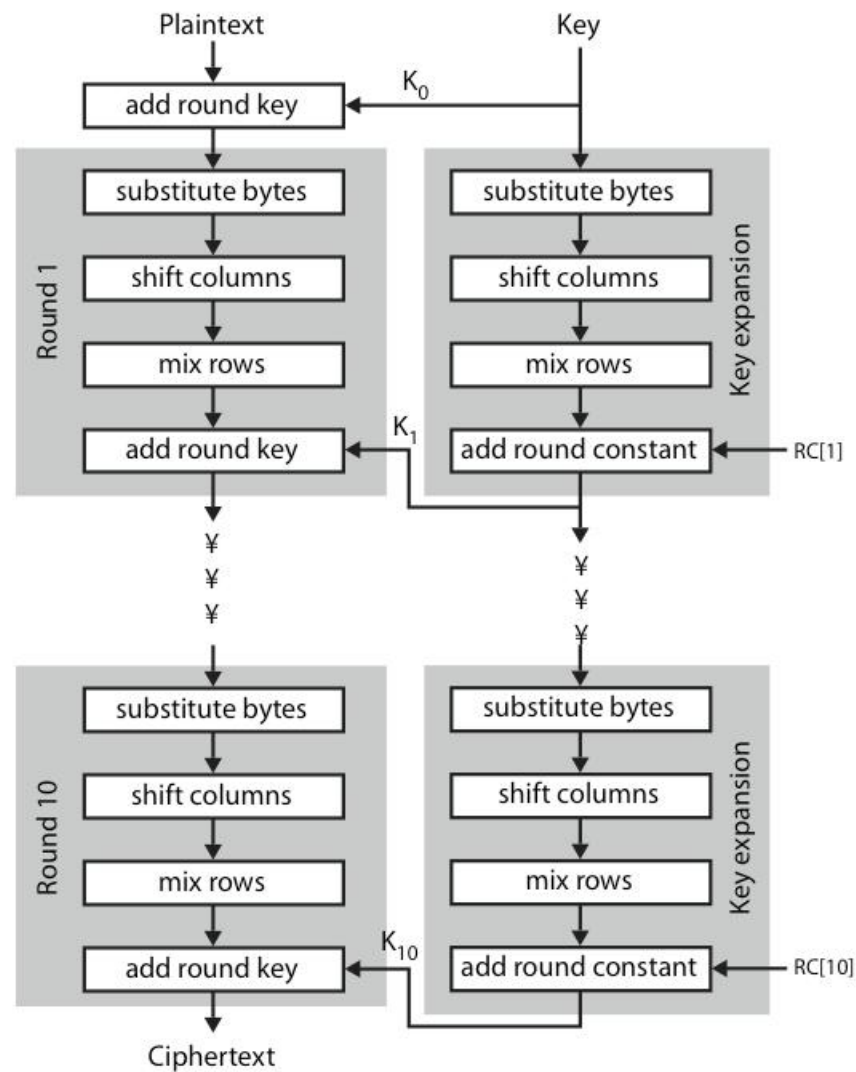 Plaintext
Key
add round key
K0
Round 1
substitute bytes
shift columns
mix rows
add round key
K1
substitute bytes
shift columns
mix rows
add round constant
Key expansion
RC[1]
¥
¥
¥
¥
¥
¥
Round 10
substitute bytes
shift columns
mix rows
add round key
K10
substitute bytes
shift columns
mix rows
add round constant
Key expansion
RC[10]
Ciphertext